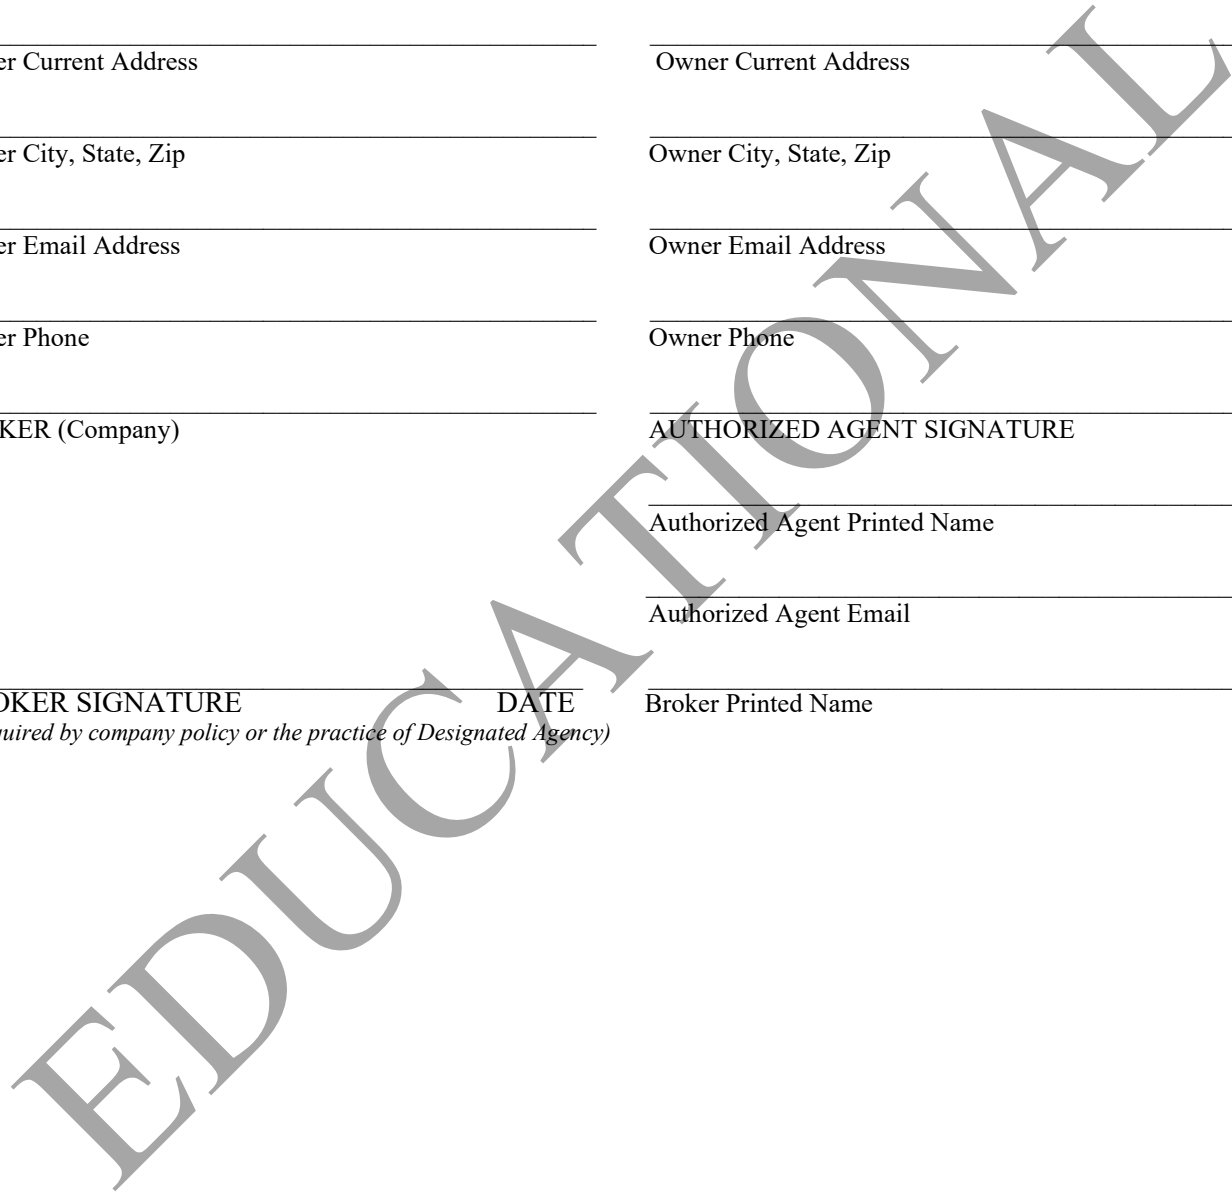 er Current Address
Owner Current Address
er City, State, Zip
Owner City, State, Zip
er Email Address
Owner Email Address
er Phone
Owner Phone
KER (Company)
AUTHORIZED AGENT SIGNATURE
Authorized Agent Printed Name
Authorized Agent Email
OKER SIGNATURE DATE
Broker Printed Name
quired by company policy or the practice of Designated Agency)
EDUCATIONAL